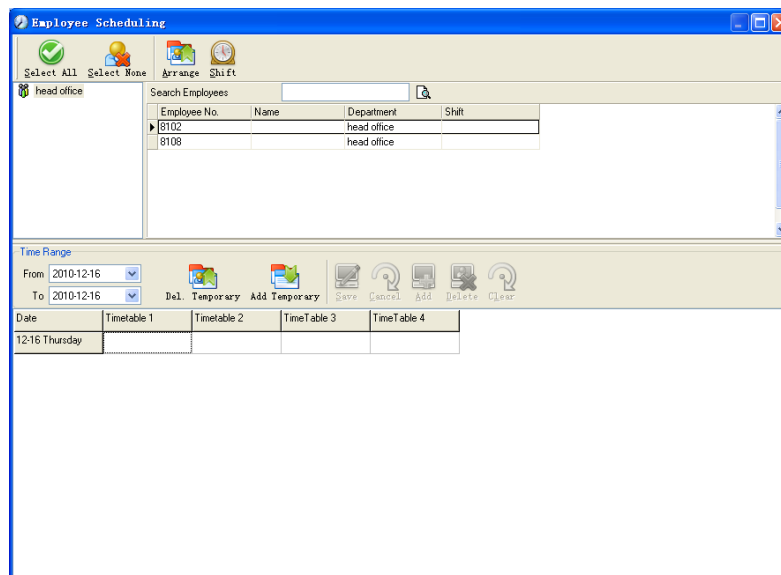 Employee Scheduling
Select All Select None Arrange Shift
head office
Search Employees
Employee No. Name Department Shift
8102 head office
8108 head office
Time Range
From 2010-12-16
To 2010-12-16
Del. Temporary Add Temporary Save Cancel Add Delete Clear
Date Timetable 1 Timetable 2 TimeTable 3 TimeTable 4
12-16 Thursday